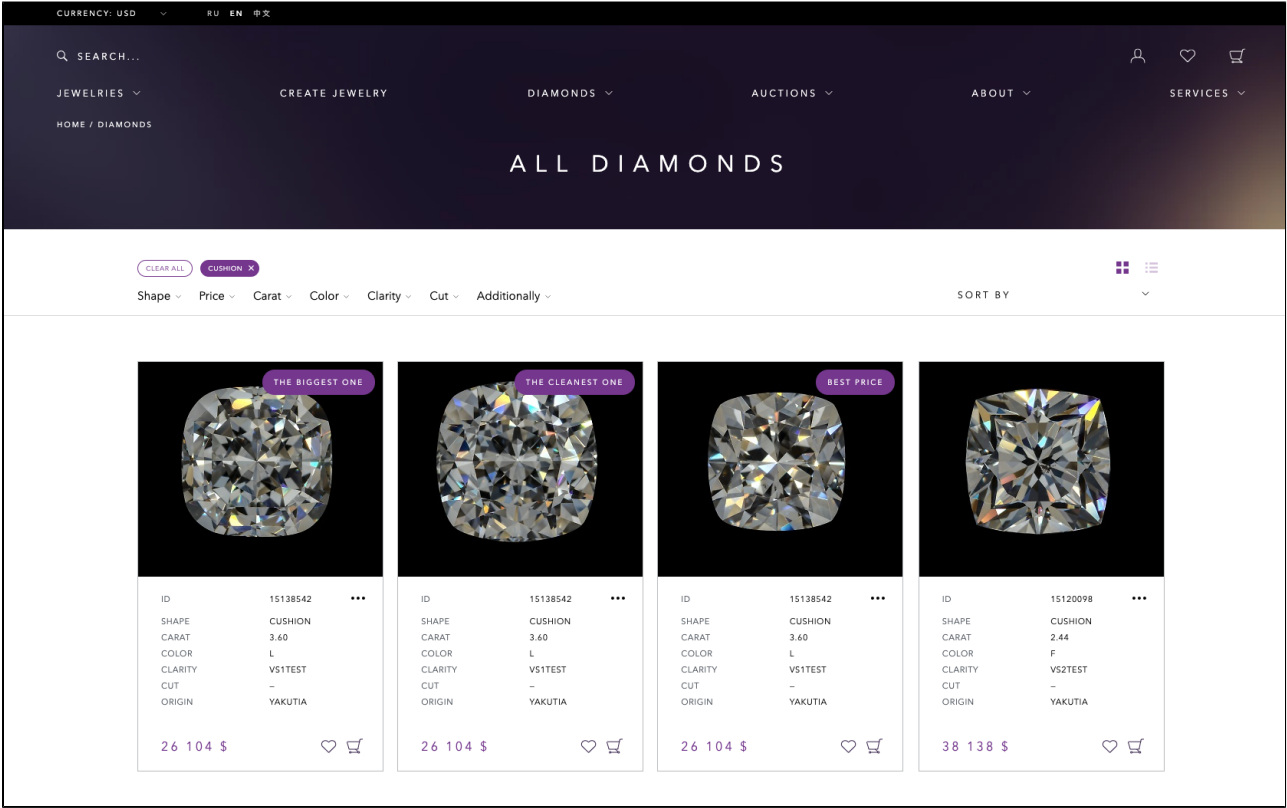 CURRENCY: USD RU EN 中文
SEARCH...
JEWELRIES CREATE JEWELRY DIAMONDS AUCTIONS ABOUT SERVICES
HOME / DIAMONDS
ALL DIAMONDS
CLEAR ALL CUSHION ×
Shape Price Carat Color Clarity Cut Additionally SORT BY
THE BIGGEST ONE THE CLEANEST ONE BEST PRICE
ID 15138542 ••• ID 15138542 ••• ID 15138542 ••• ID 15120098 •••
SHAPE CUSHION SHAPE CUSHION SHAPE CUSHION SHAPE CUSHION
CARAT 3.60 CARAT 3.60 CARAT 3.60 CARAT 2.44
COLOR L COLOR L COLOR L COLOR F
CLARITY VS1TEST CLARITY VS1TEST CLARITY VS1TEST CLARITY VS2TEST
CUT – CUT – CUT – CUT –
ORIGIN YAKUTIA ORIGIN YAKUTIA ORIGIN YAKUTIA ORIGIN YAKUTIA
26 104 $ 26 104 $ 26 104 $ 38 138 $